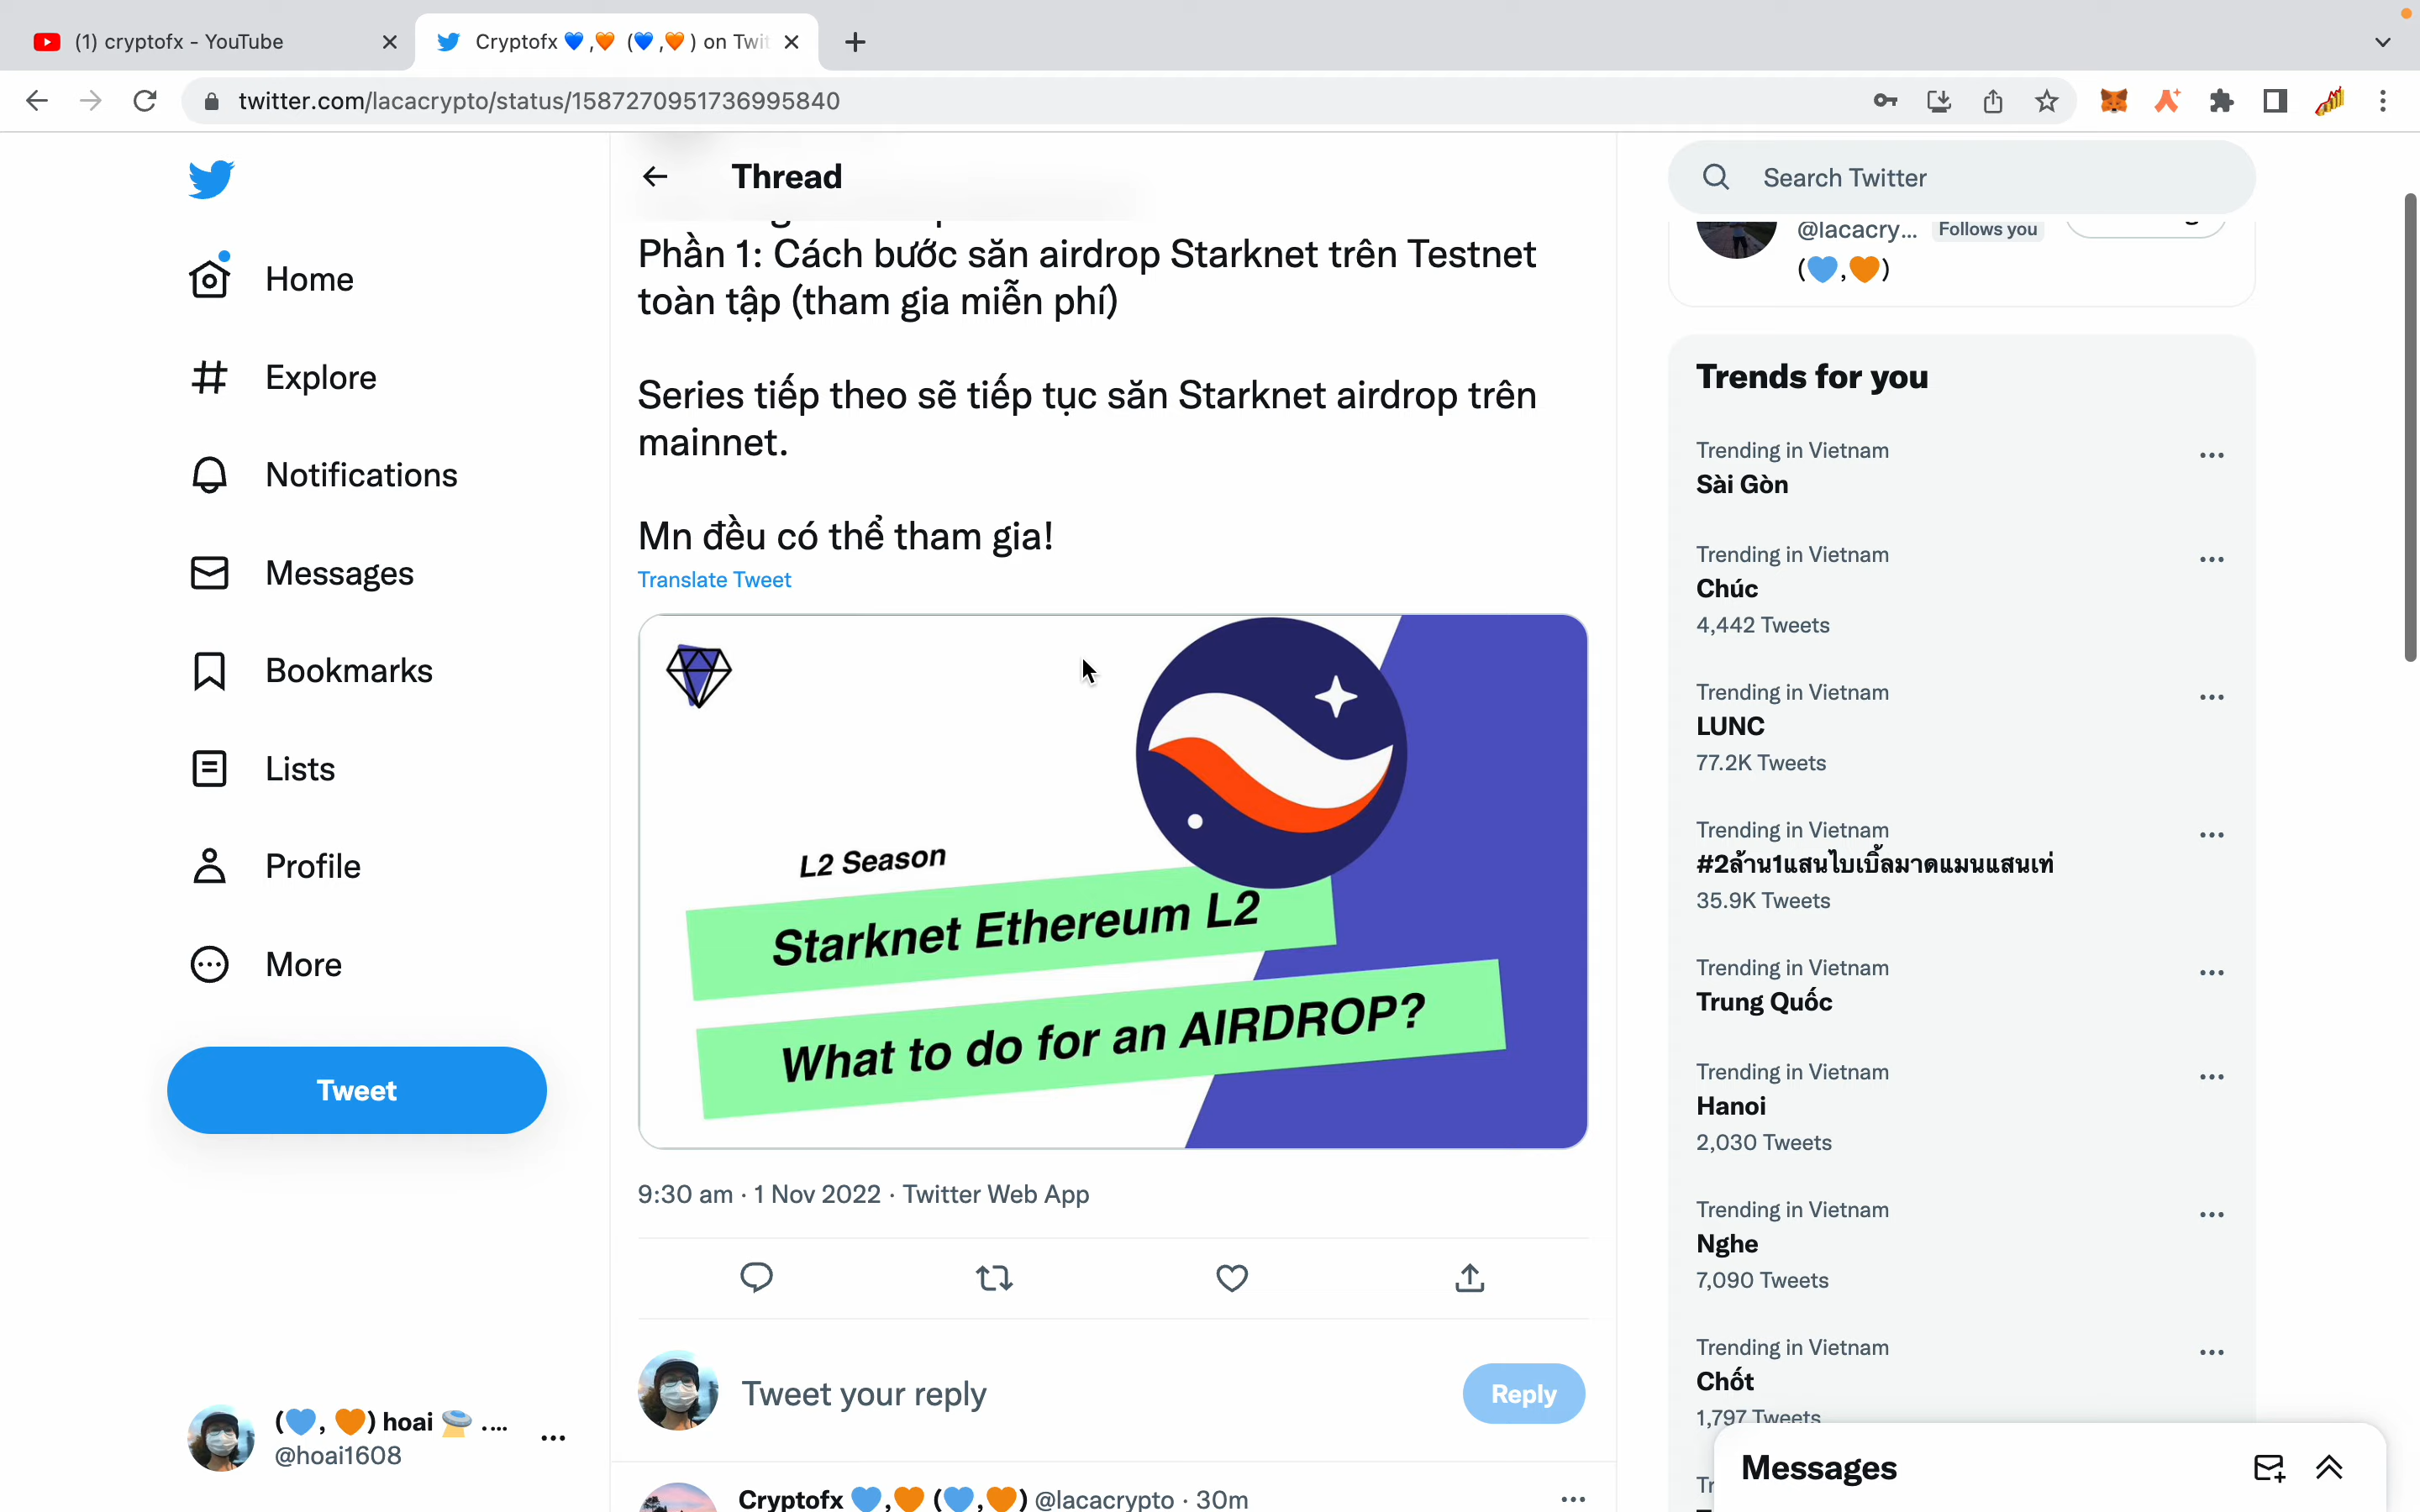 (1) cryptofx - YouTube
Cryptofx 💙,🧡 (💙,🧡) on Twit
twitter.com/lacacrypto/status/1587270951736995840
Thread
Search Twitter
Home
Explore
Notifications
Messages
Bookmarks
Lists
Profile
More
Tweet
(💙, 🧡) hoai 🛸 ....
@hoai1608
Phần 1: Cách bước săn airdrop Starknet trên Testnet
toàn tập (tham gia miễn phí)
Series tiếp theo sẽ tiếp tục săn Starknet airdrop trên
mainnet.
Mn đều có thể tham gia!
Translate Tweet
L2 Season
Starknet Ethereum L2
What to do for an AIRDROP?
9:30 am · 1 Nov 2022 · Twitter Web App
Tweet your reply
Reply
Cryptofx 💙,🧡 (💙,🧡) @lacacrypto · 30m
@lacacry... Follows you
(💙,🧡)
Trends for you
Trending in Vietnam
Sài Gòn
Trending in Vietnam
Chúc
4,442 Tweets
Trending in Vietnam
LUNC
77.2K Tweets
Trending in Vietnam
#2ล้าน1แสนไบเบิ้ลมาดแมนแสนเท่
35.9K Tweets
Trending in Vietnam
Trung Quốc
Trending in Vietnam
Hanoi
2,030 Tweets
Trending in Vietnam
Nghe
7,090 Tweets
Trending in Vietnam
Chốt
1,797 Tweets
Messages